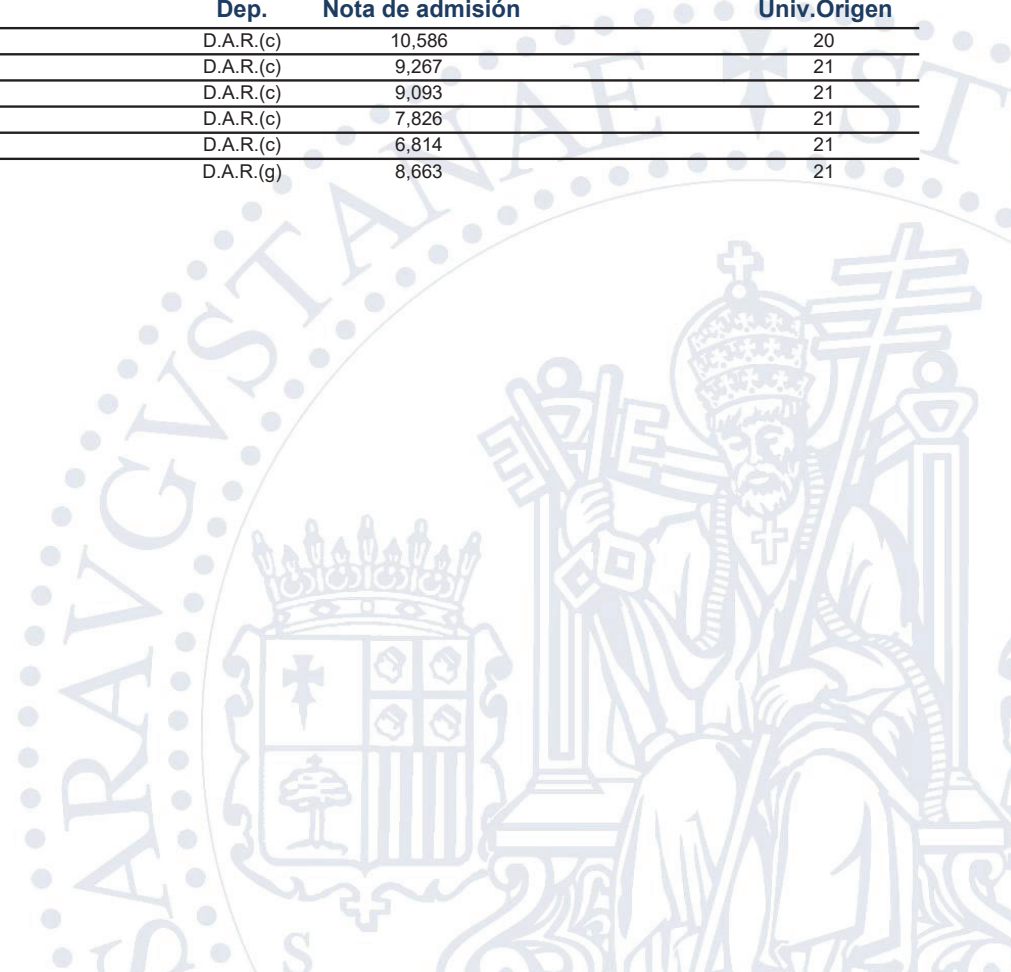 Dep. Nota de admisión Univ.Origen
D.A.R.(c) 10,586 20
D.A.R.(c) 9,267 21
D.A.R.(c) 9,093 21
D.A.R.(c) 7,826 21
D.A.R.(c) 6,814 21
D.A.R.(g) 8,663 21